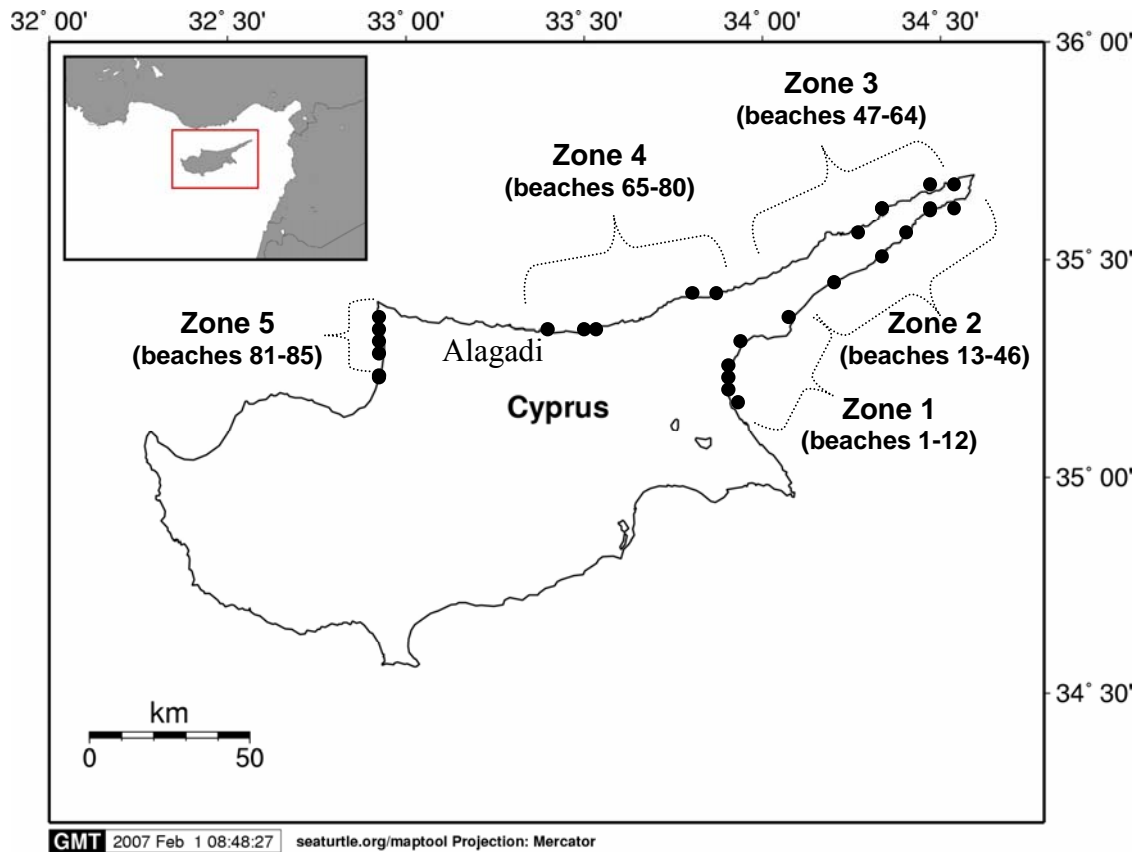 32° 00' 32° 30' 33° 00' 33° 30' 34° 00' 34° 30'
36° 00'
Zone 3
(beaches 47-64)
Zone 4
(beaches 65-80)
35° 30'
Zone 5
(beaches 81-85)
Alagadi
Zone 2
(beaches 13-46)
Cyprus
Zone 1
(beaches 1-12)
35° 00'
34° 30'
km
0 50
GMT 2007 Feb 1 08:48:27 seaturtle.org/maptool Projection: Mercator